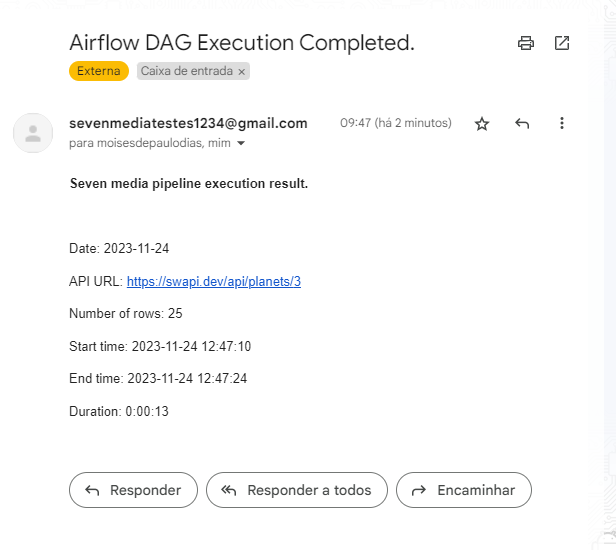 Airflow DAG Execution Completed.
Externa
Caixa de entrada ×
sevenmediatestes1234@gmail.com 09:47 (há 2 minutos)
para moisesdepaulodias, mim
Seven media pipeline execution result.
Date: 2023-11-24
API URL: https://swapi.dev/api/planets/3
Number of rows: 25
Start time: 2023-11-24 12:47:10
End time: 2023-11-24 12:47:24
Duration: 0:00:13
Responder Responder a todos Encaminhar